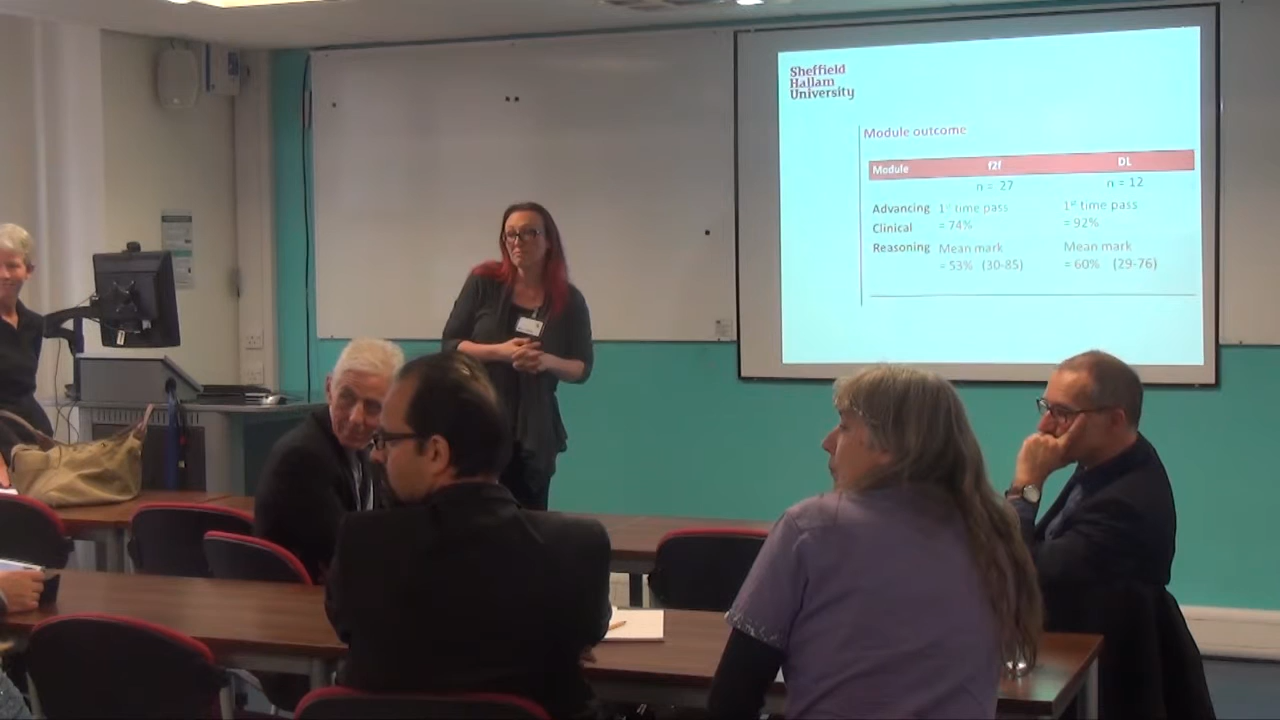 Sheffield
Hallam
University
Module outcome
Module f2f DL
n = 27 n = 12
Advancing 1st time pass 1st time pass
Clinical = 74% = 92%
Reasoning Mean mark Mean mark
= 53% (30-85) = 60% (29-76)